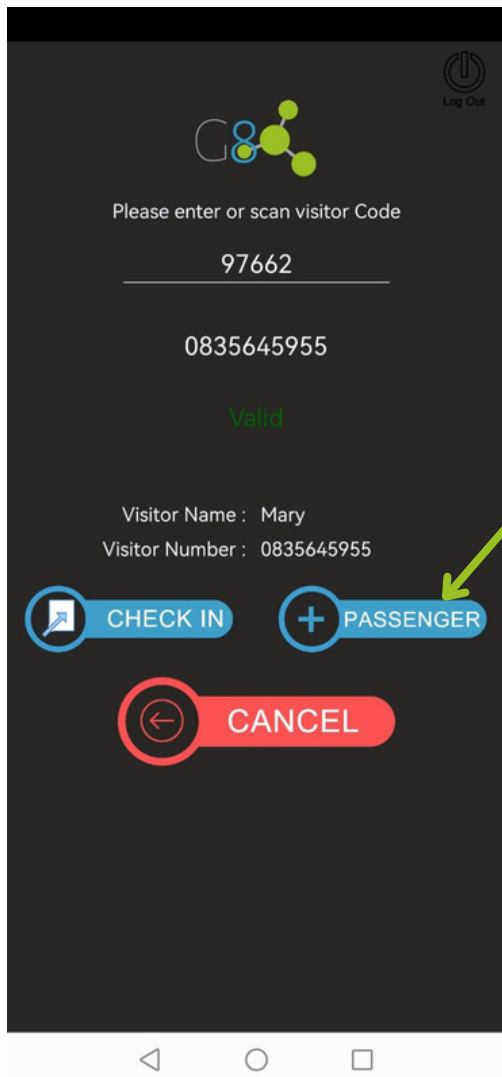 Log Out
G8
Please enter or scan visitor Code
97662
0835645955
Valid
Visitor Name : Mary
Visitor Number : 0835645955
CHECK IN
PASSENGER
CANCEL